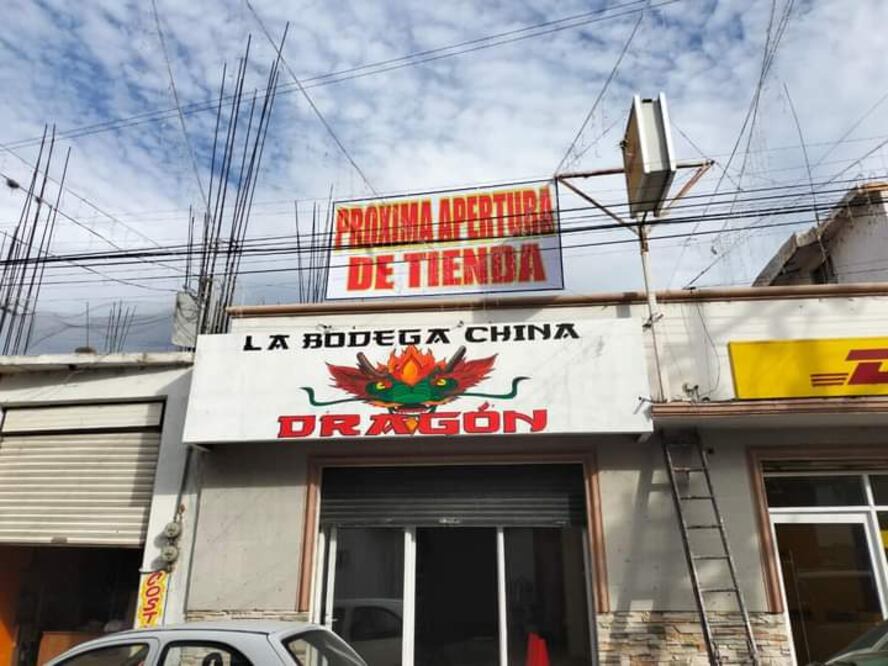 PROXIMA APERTURA
DE TIENDA
LA BODEGA CHINA
DRAGÓN